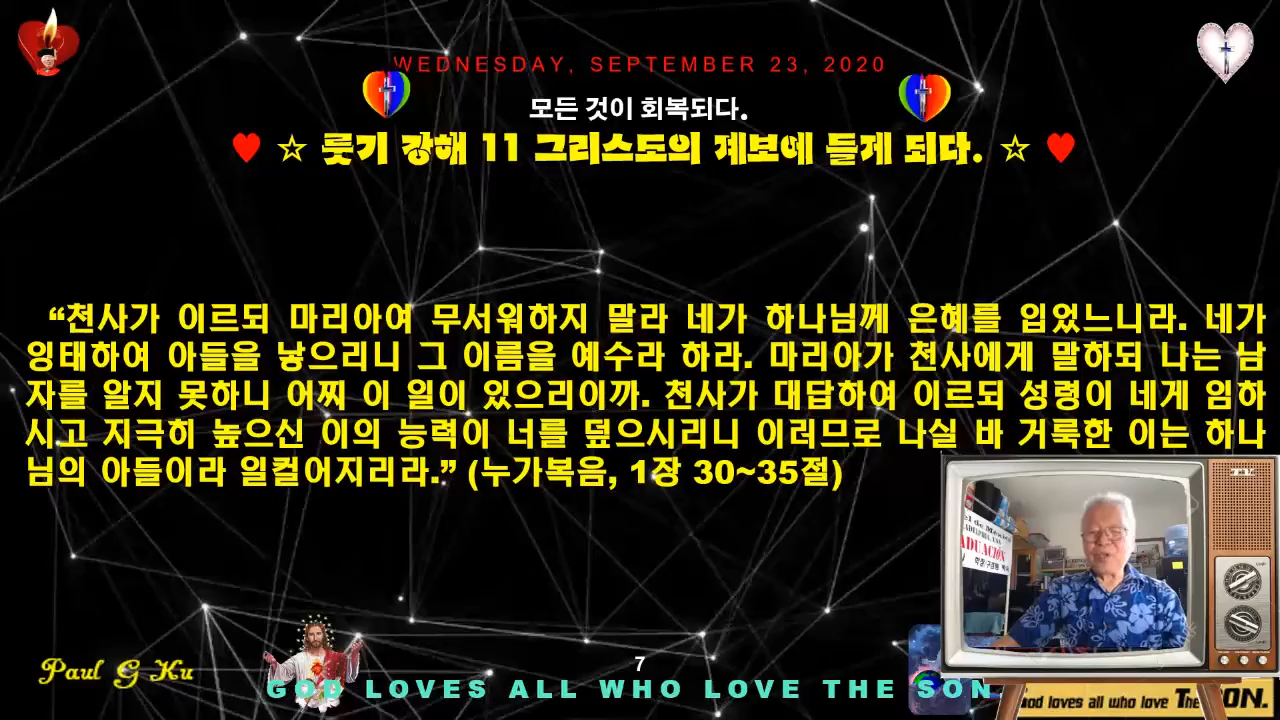 WEDNESDAY, SEPTEMBER 23, 2020
모든 것이 회복되다.
♥ ☆ 룻기 강해 11 그리스도의 계보에 들게 되다. ☆ ♥
“천사가 이르되 마리아여 무서워하지 말라 네가 하나님께 은혜를 입었느니라. 네가
잉태하여 아들을 낳으리니 그 이름을 예수라 하라. 마리아가 천사에게 말하되 나는 남
자를 알지 못하니 어찌 이 일이 있으리이까. 천사가 대답하여 이르되 성령이 네게 임하
시고 지극히 높으신 이의 능력이 너를 덮으시리니 이러므로 나실 바 거룩한 이는 하나
님의 아들이라 일컬어지리라.” (누가복음, 1장 30~35절)
ADUACIÓN
Paul G Ku
7
GOD LOVES ALL WHO LOVE THE SON
God loves all who love The SON.